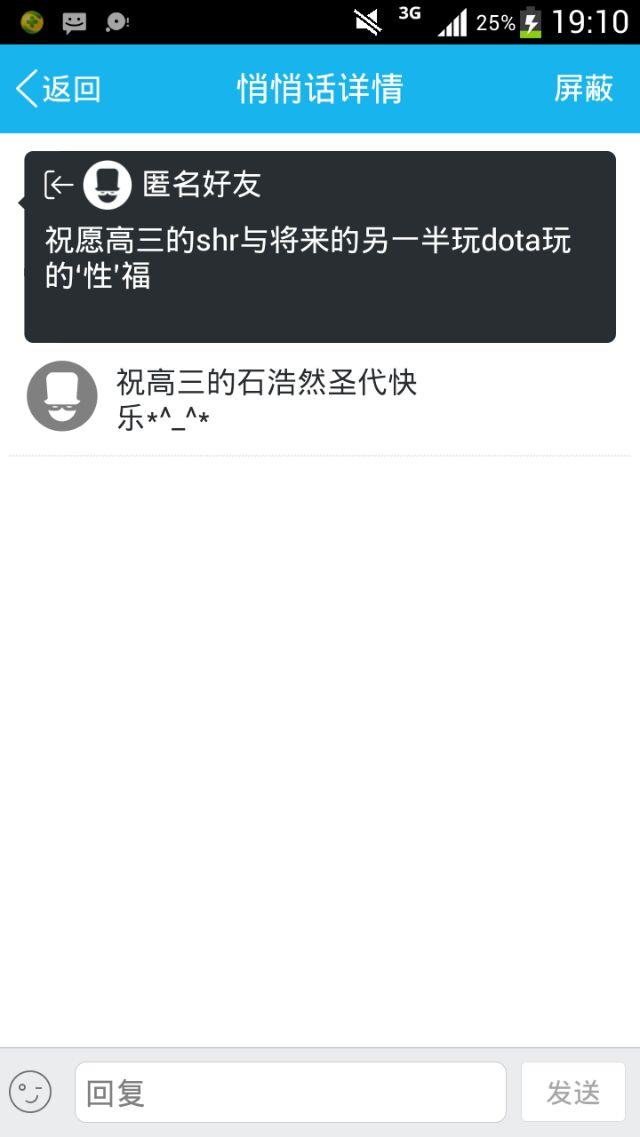 3G 25% 19:10
返回 悄悄话详情 屏蔽
匿名好友
祝愿高三的shr与将来的另一半玩dota玩
的‘性’福
祝高三的石浩然圣代快
乐*^_^*
回复 发送